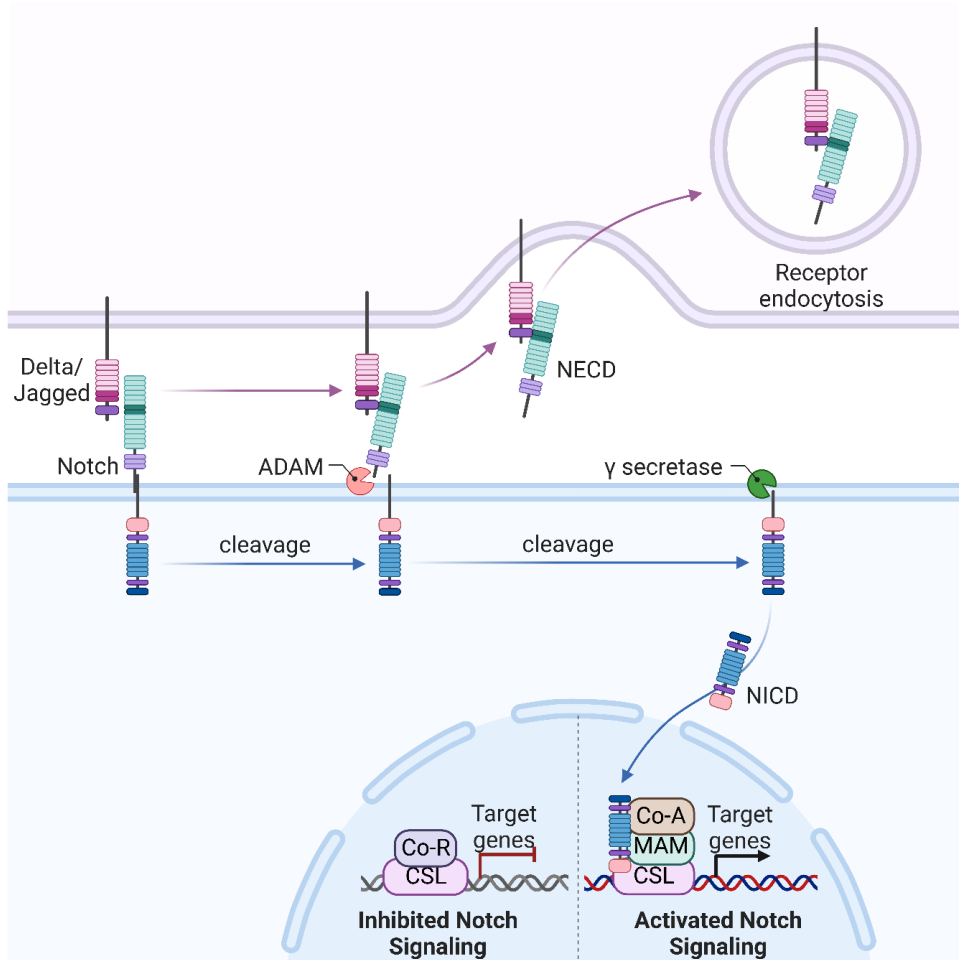 Receptor
endocytosis
Delta/
Jagged
NECD
Notch
ADAM
γ secretase
cleavage
cleavage
NICD
Target
genes
Co-R
CSL
Inhibited Notch
Signaling
Co-A
MAM
CSL
Target
genes
Activated Notch
Signaling